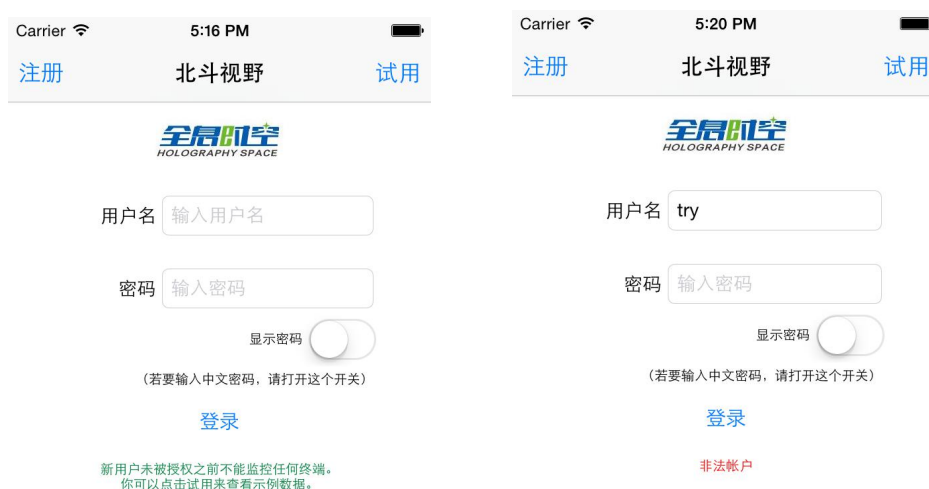 Carrier 5:16 PM
注册 北斗视野 试用
全息时空
HOLOGRAPHY SPACE
用户名 输入用户名
密码 输入密码
显示密码
（若要输入中文密码，请打开这个开关）
登录
新用户未被授权之前不能监控任何终端。
你可以点击试用来查看示例数据。
Carrier 5:20 PM
注册 北斗视野 试用
全息时空
HOLOGRAPHY SPACE
用户名 try
密码 输入密码
显示密码
（若要输入中文密码，请打开这个开关）
登录
非法帐户